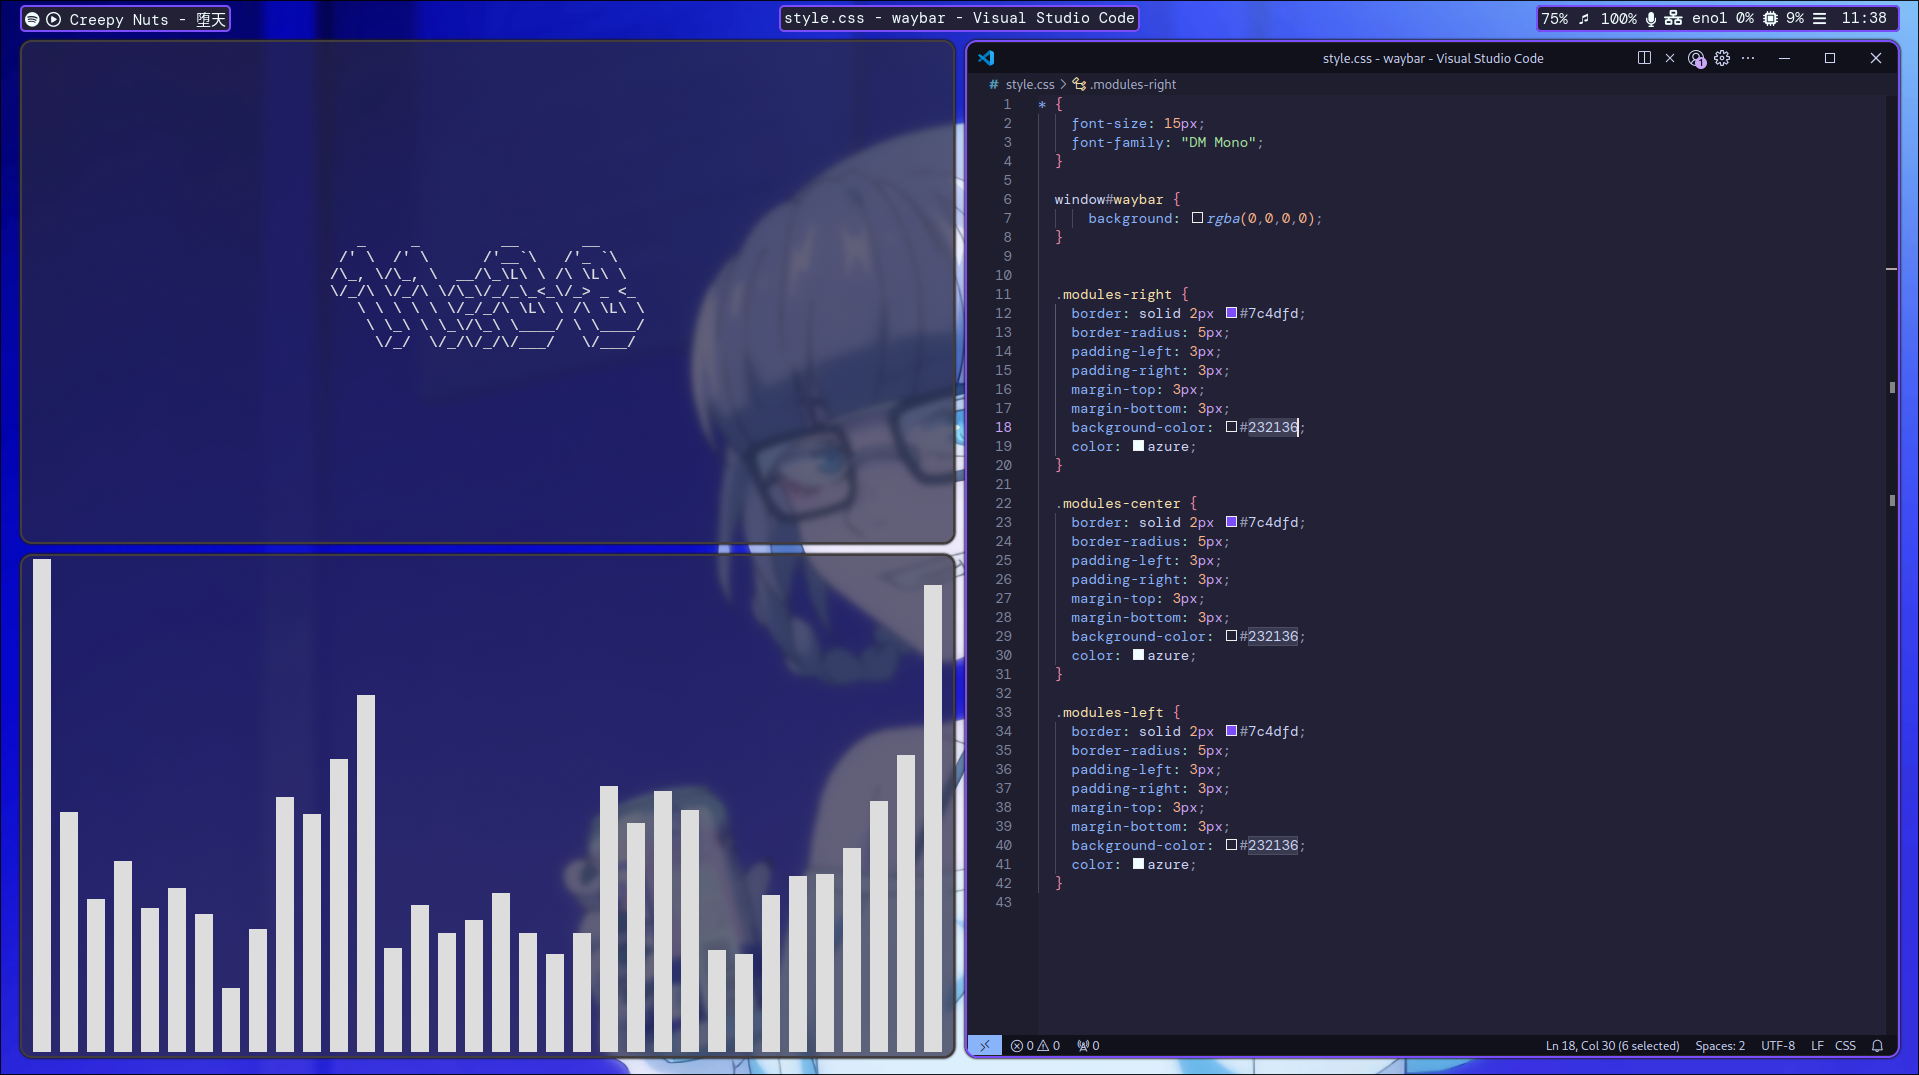 Creepy Nuts - 堕天
style.css - waybar - Visual Studio Code
75% 100% eno1 0% 9% 11:38
style.css - waybar - Visual Studio Code
1
# style.css > .modules-right
1 * {
2 font-size: 15px;
3 font-family: "DM Mono";
4 }
5
6 window#waybar {
7 background: rgba(0,0,0,0);
8 }
9
10
11 .modules-right {
12 border: solid 2px #7c4dfd;
13 border-radius: 5px;
14 padding-left: 3px;
15 padding-right: 3px;
16 margin-top: 3px;
17 margin-bottom: 3px;
18 background-color: #232136;
19 color: azure;
20 }
21
22 .modules-center {
23 border: solid 2px #7c4dfd;
24 border-radius: 5px;
25 padding-left: 3px;
26 padding-right: 3px;
27 margin-top: 3px;
28 margin-bottom: 3px;
29 background-color: #232136;
30 color: azure;
31 }
32
33 .modules-left {
34 border: solid 2px #7c4dfd;
35 border-radius: 5px;
36 padding-left: 3px;
37 padding-right: 3px;
38 margin-top: 3px;
39 margin-bottom: 3px;
40 background-color: #232136;
41 color: azure;
42 }
43
0 0 0 Ln 18, Col 30 (6 selected) Spaces: 2 UTF-8 LF CSS